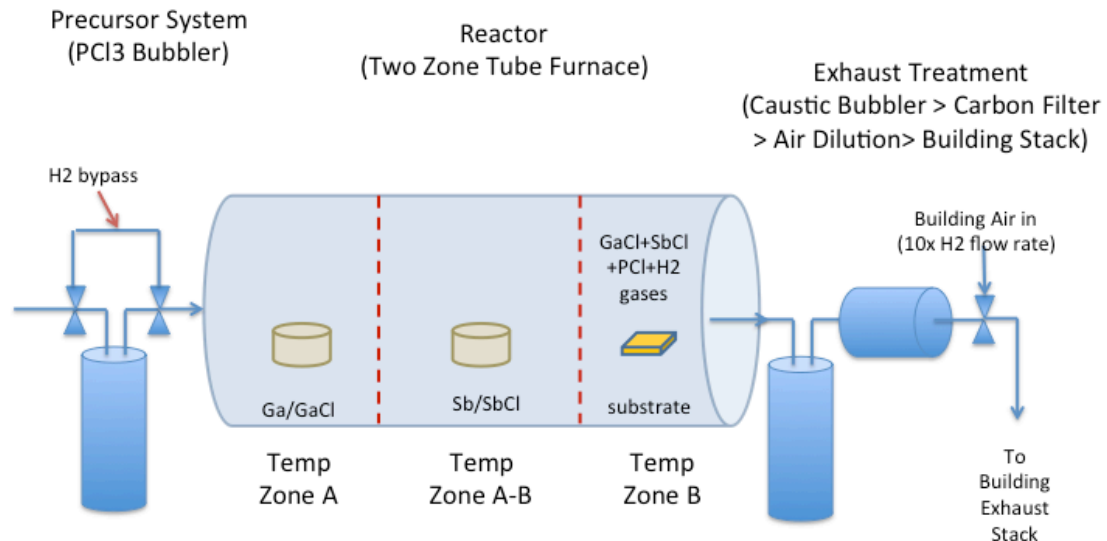 Precursor System
(PCl3 Bubbler)
Reactor
(Two Zone Tube Furnace)
Exhaust Treatment
(Caustic Bubbler > Carbon Filter
> Air Dilution> Building Stack)
H2 bypass
Building Air in
(10x H2 flow rate)
GaCl+SbCl
+PCl+H2
gases
Ga/GaCl
Sb/SbCl
substrate
Temp
Zone A
Temp
Zone A-B
Temp
Zone B
To
Building
Exhaust
Stack